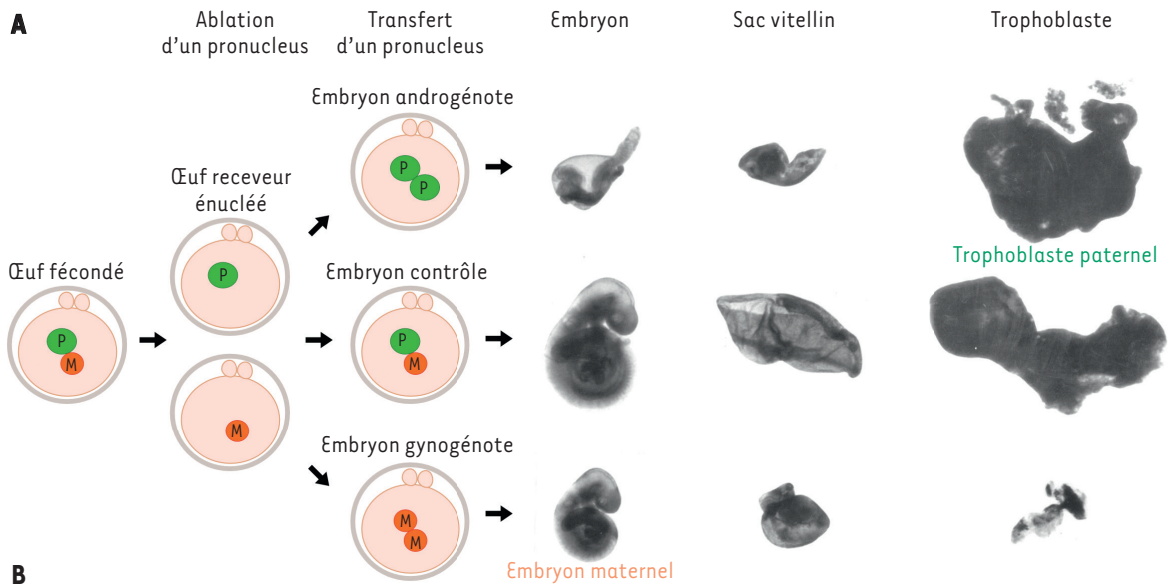 A
Ablation
d'un pronucleus
Transfert
d'un pronucleus
Embryon
Sac vitellin
Trophoblaste
Embryon androgénote
P
P
Œuf receveur
énucléé
P
Trophoblaste paternel
Œuf fécondé
P
M
Embryon contrôle
P
M
M
Embryon gynogénote
M
M
Embryon maternel
B